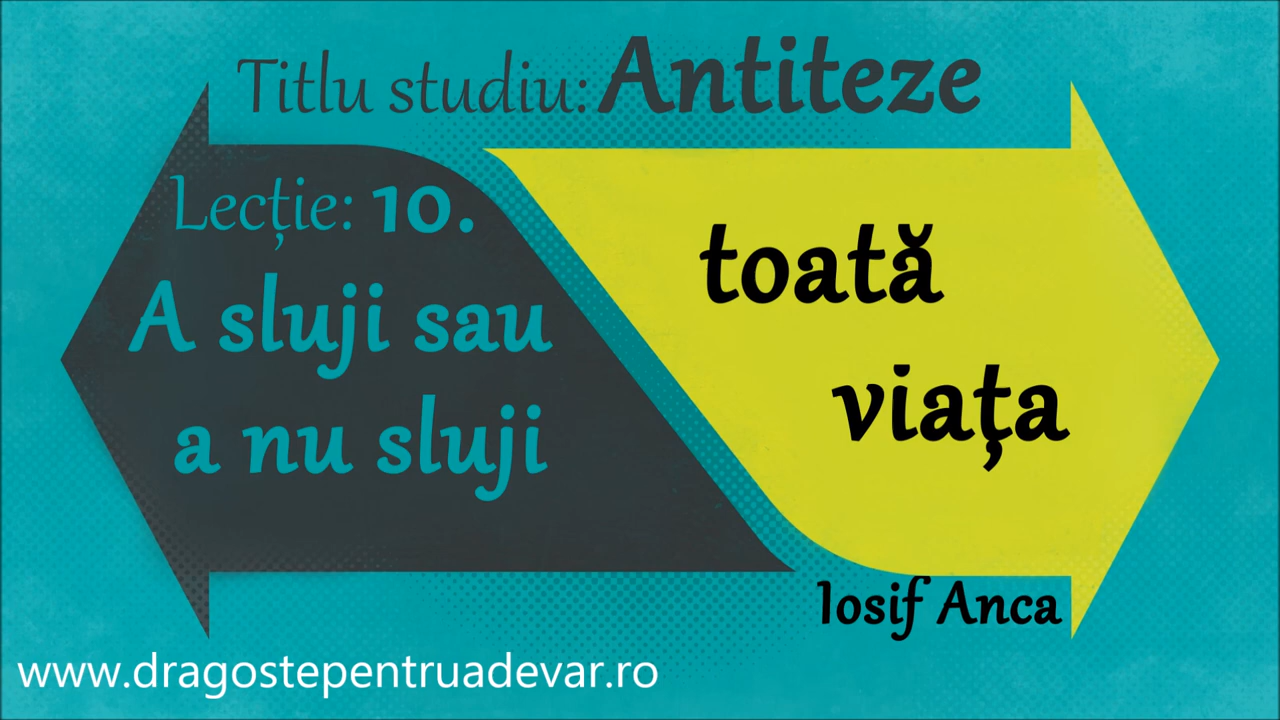 Titlu studiu: Antiteze
Lecție: 10.
A sluji sau
a nu sluji
toată
viața
Iosif Anca
www.dragostepentruadevar.ro